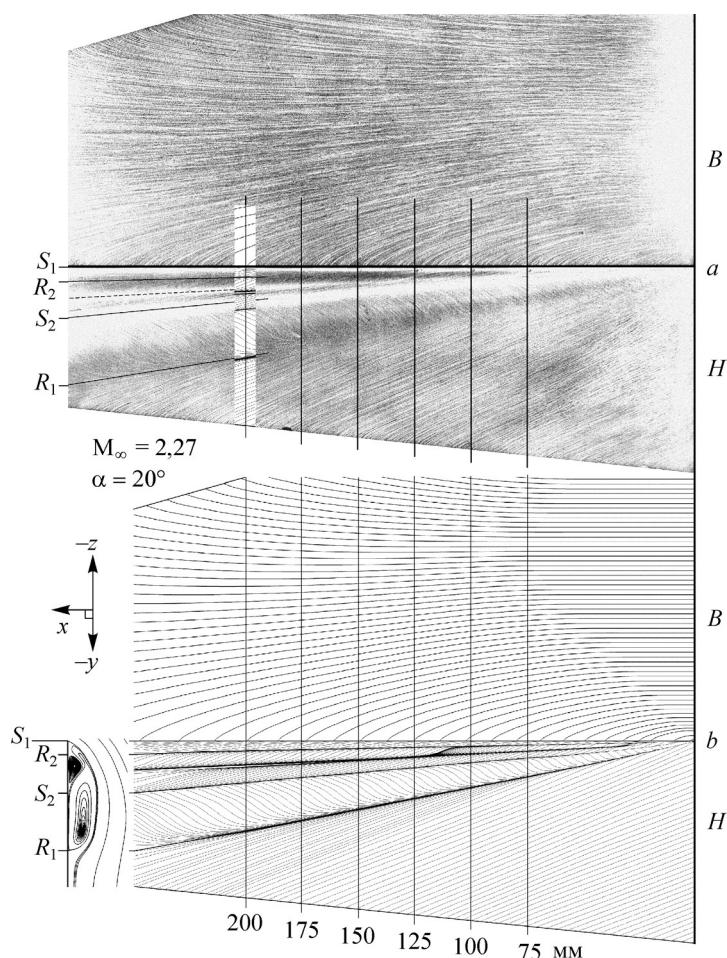 B
S₁
a
R₂
S₂
H
R₁
M∞ = 2,27
α = 20°
–z
B
x
–y
S₁
b
R₂
S₂
H
R₁
200 175 150 125 100 75 мм